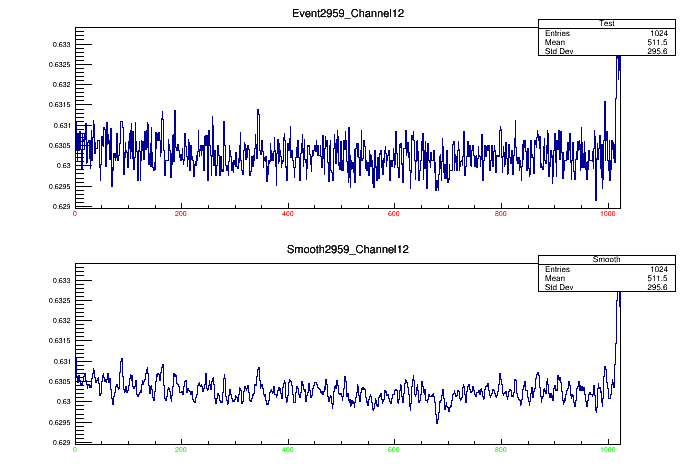 Event2959_Channel12
Test
Entries 1024
Mean 511.5
Std Dev 295.6
0.633
0.6325
0.632
0.6315
0.631
0.6305
0.63
0.6295
0.629
0 200 400 600 800 1000
Smooth2959_Channel12
Smooth
Entries 1024
Mean 511.5
Std Dev 295.6
0.633
0.6325
0.632
0.6315
0.631
0.6305
0.63
0.6295
0.629
0 200 400 600 800 1000